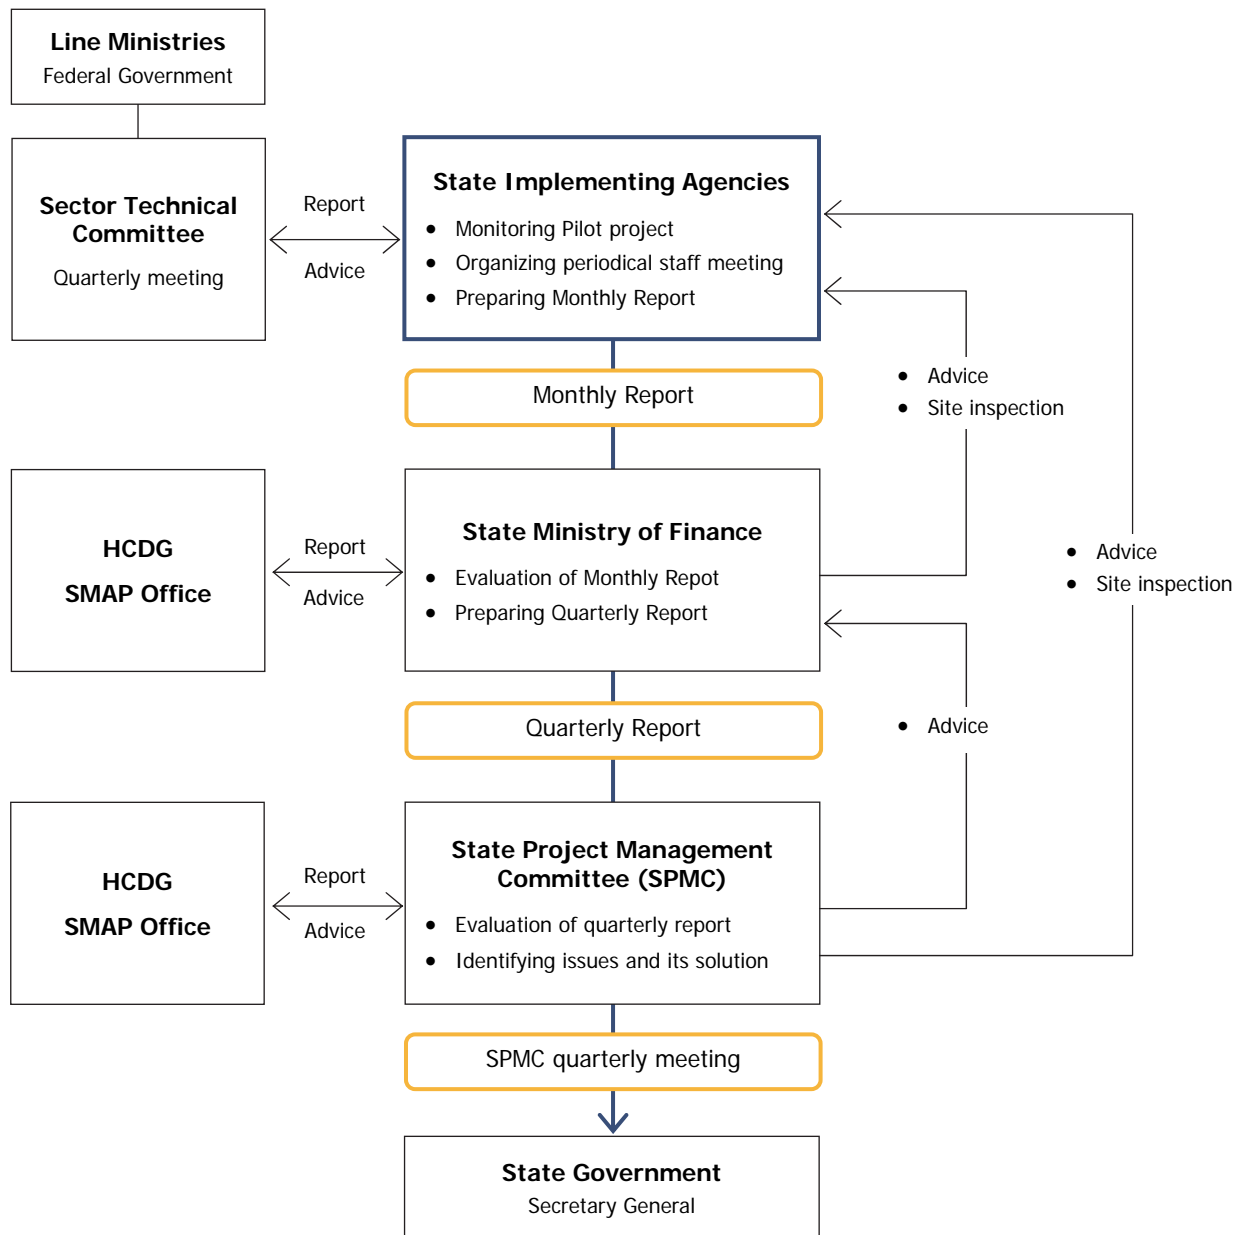 Line Ministries
Federal Government
Sector Technical
Committee
Quarterly meeting
Report
Advice
State Implementing Agencies
• Monitoring Pilot project
• Organizing periodical staff meeting
• Preparing Monthly Report
Monthly Report
• Advice
• Site inspection
HCDG
SMAP Office
Report
Advice
State Ministry of Finance
• Evaluation of Monthly Repot
• Preparing Quarterly Report
• Advice
• Site inspection
Quarterly Report
• Advice
HCDG
SMAP Office
Report
Advice
State Project Management
Committee (SPMC)
• Evaluation of quarterly report
• Identifying issues and its solution
SPMC quarterly meeting
State Government
Secretary General